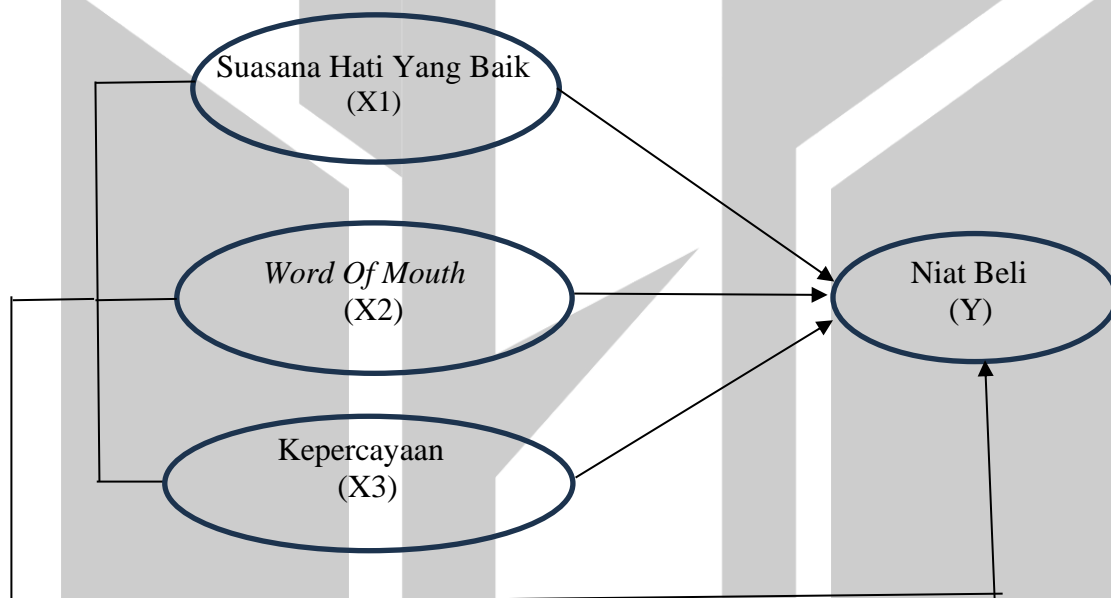 Suasana Hati Yang Baik
(X1)
Word Of Mouth
(X2)
Kepercayaan
(X3)
Niat Beli
(Y)